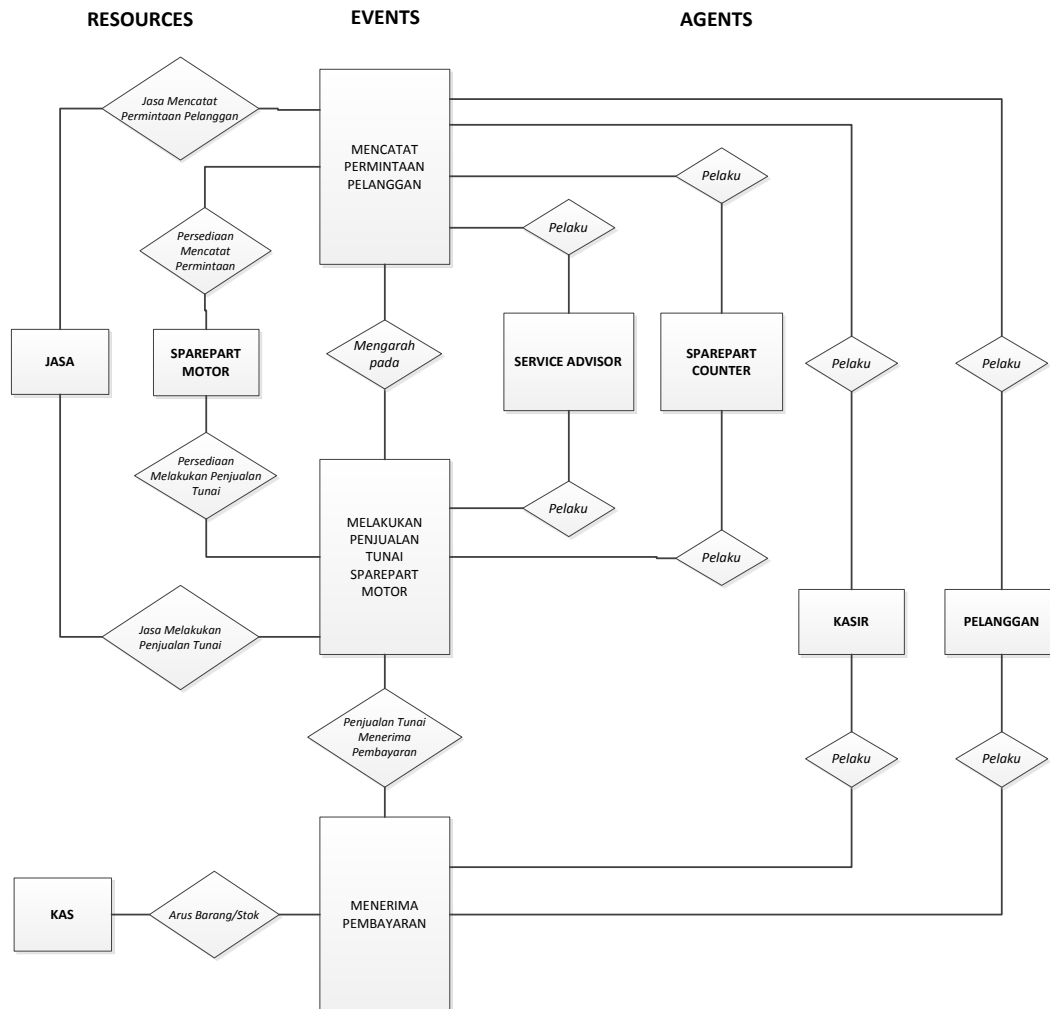 RESOURCES
EVENTS
AGENTS
Jasa Mencatat
Permintaan Pelanggan
MENCATAT
PERMINTAAN
PELANGGAN
Pelaku
Pelaku
Persediaan
Mencatat
Permintaan
JASA
SPAREPART
MOTOR
Mengarah
pada
SERVICE ADVISOR
SPAREPART
COUNTER
Pelaku
Pelaku
Persediaan
Melakukan Penjualan
Tunai
MELAKUKAN
PENJUALAN
TUNAI
SPAREPART
MOTOR
Pelaku
Pelaku
Jasa Melakukan
Penjualan Tunai
KASIR
PELANGGAN
Penjualan Tunai
Menerima
Pembayaran
Pelaku
Pelaku
KAS
Arus Barang/Stok
MENERIMA
PEMBAYARAN